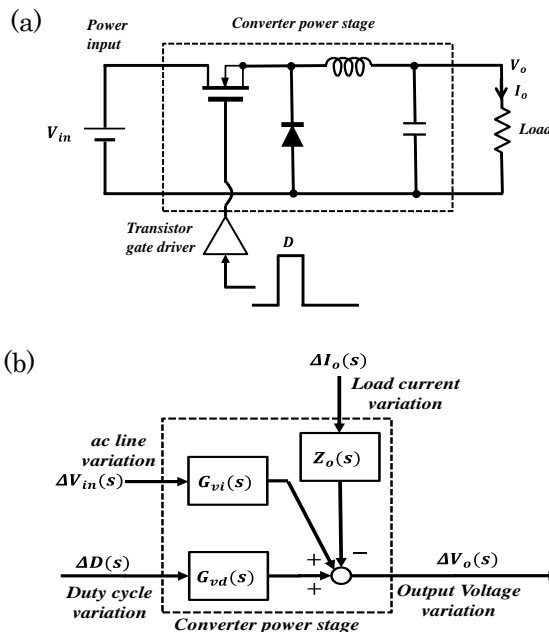 (a)
Power
input
Converter power stage
V_o
I_o
V_in
Load
Transistor
gate driver
D
(b)
ΔI_o(s)
Load current
variation
ac line
variation
Z_o(s)
ΔV_in(s)
G_vi(s)
ΔD(s)
G_vd(s)
+
+
−
ΔV_o(s)
Duty cycle
variation
Output Voltage
variation
Converter power stage